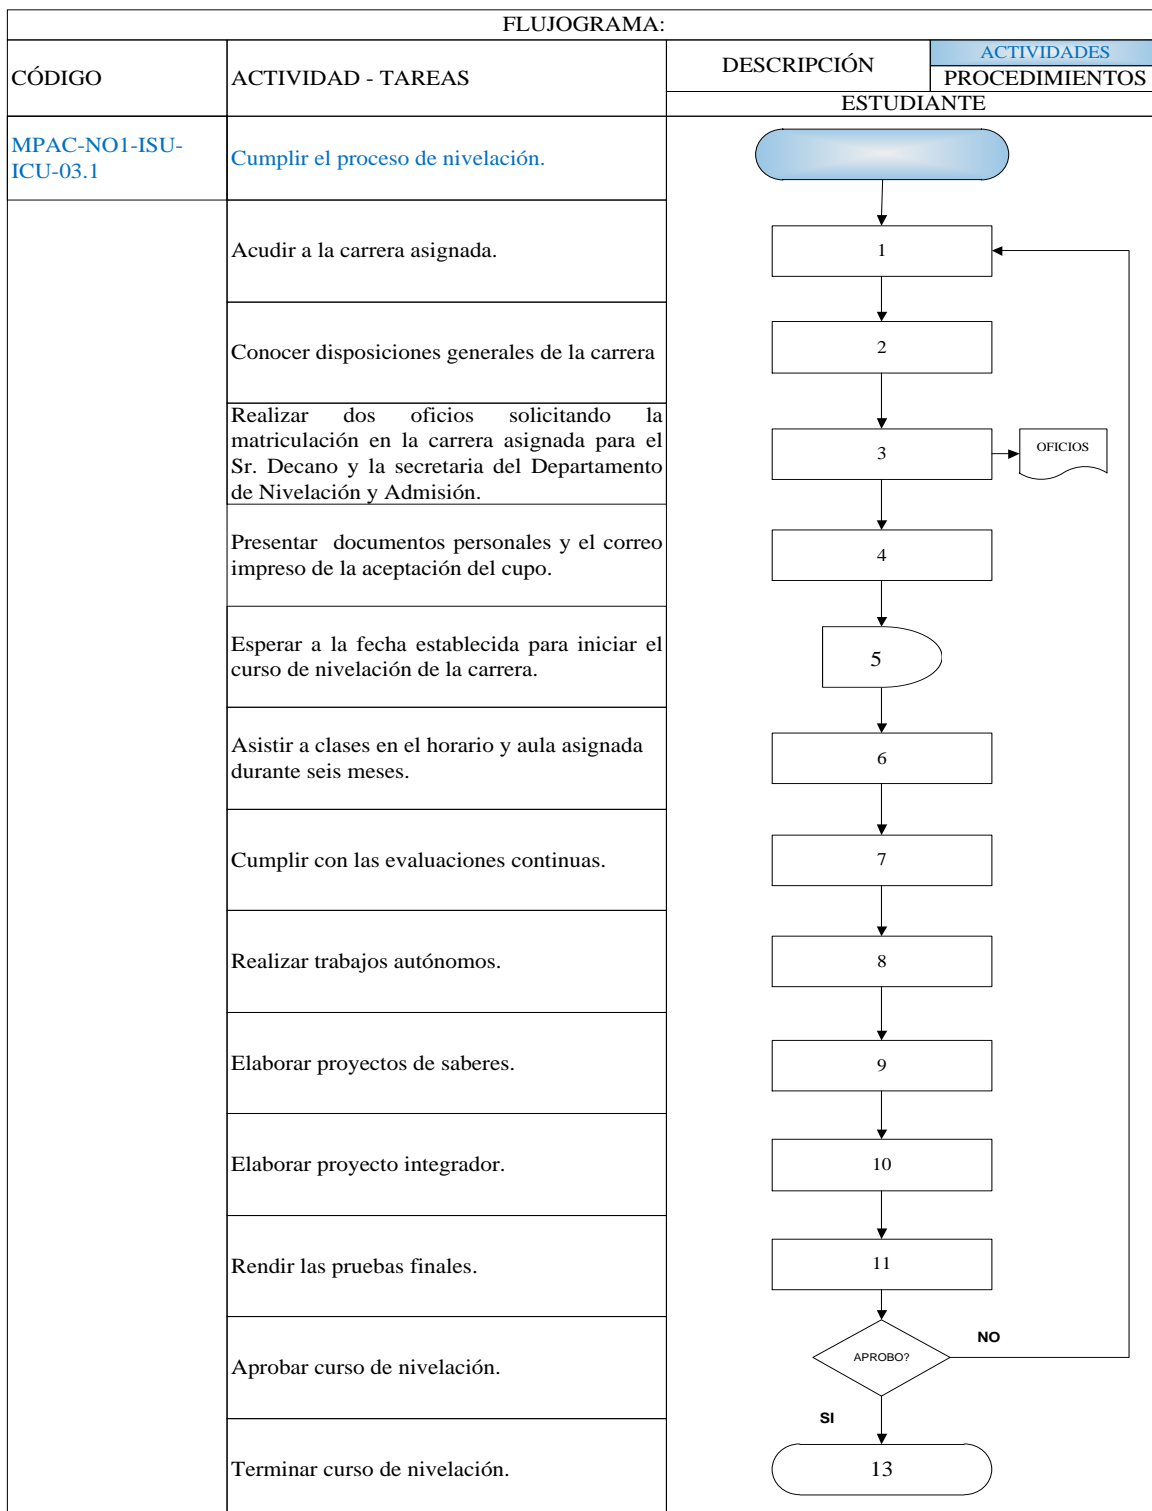 FLUJOGRAMA:
CÓDIGO
ACTIVIDAD - TAREAS
DESCRIPCIÓN
ACTIVIDADES
PROCEDIMIENTOS
ESTUDIANTE
MPAC-NO1-ISU-
ICU-03.1
Cumplir el proceso de nivelación.
Acudir a la carrera asignada.
1
Conocer disposiciones generales de la carrera
2
Realizar dos oficios solicitando la
matriculación en la carrera asignada para el
Sr. Decano y la secretaria del Departamento
de Nivelación y Admisión.
3
OFICIOS
Presentar documentos personales y el correo
impreso de la aceptación del cupo.
4
Esperar a la fecha establecida para iniciar el
curso de nivelación de la carrera.
5
Asistir a clases en el horario y aula asignada
durante seis meses.
6
Cumplir con las evaluaciones continuas.
7
Realizar trabajos autónomos.
8
Elaborar proyectos de saberes.
9
Elaborar proyecto integrador.
10
Rendir las pruebas finales.
11
Aprobar curso de nivelación.
APROBO?
NO
SI
Terminar curso de nivelación.
13